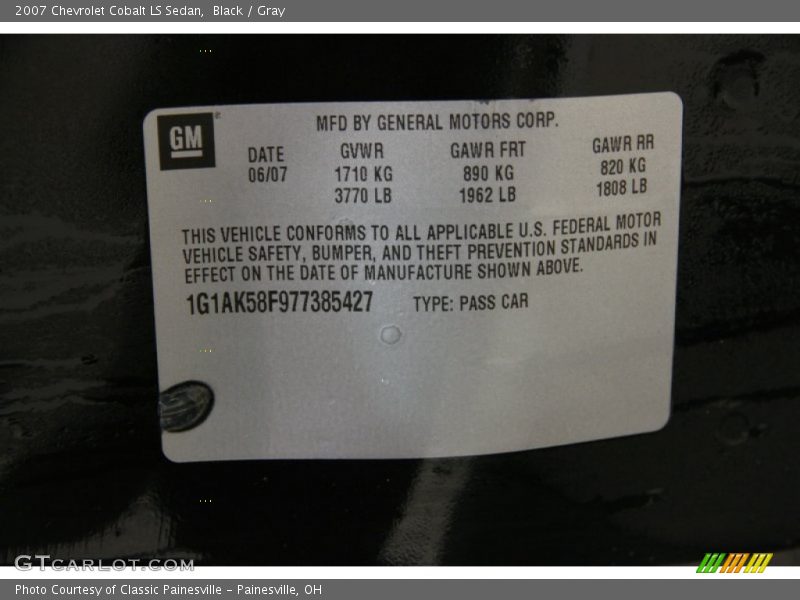 2007 Chevrolet Cobalt LS Sedan, Black / Gray
GM
MFD BY GENERAL MOTORS CORP.
DATE GVWR GAWR FRT GAWR RR
06/07 1710 KG 890 KG 820 KG
3770 LB 1962 LB 1808 LB
THIS VEHICLE CONFORMS TO ALL APPLICABLE U.S. FEDERAL MOTOR
VEHICLE SAFETY, BUMPER, AND THEFT PREVENTION STANDARDS IN
EFFECT ON THE DATE OF MANUFACTURE SHOWN ABOVE.
1G1AK58F977385427 TYPE: PASS CAR
GTCARLOT.COM
Photo Courtesy of Classic Painesville - Painesville, OH